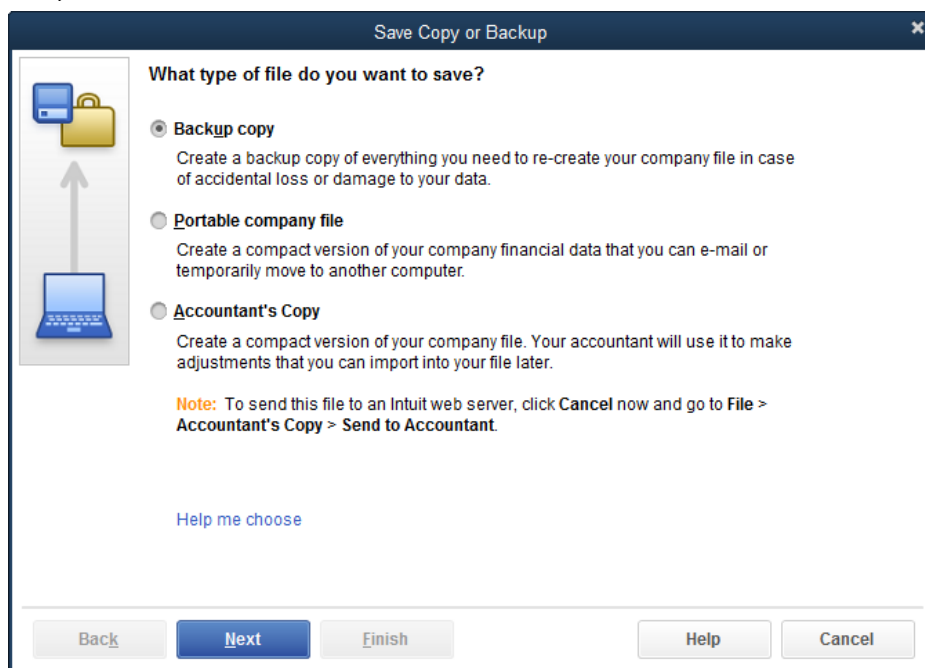 Save Copy or Backup
What type of file do you want to save?
Backup copy
Create a backup copy of everything you need to re-create your company file in case
of accidental loss or damage to your data.
Portable company file
Create a compact version of your company financial data that you can e-mail or
temporarily move to another computer.
Accountant's Copy
Create a compact version of your company file. Your accountant will use it to make
adjustments that you can import into your file later.
Note: To send this file to an Intuit web server, click Cancel now and go to File >
Accountant's Copy > Send to Accountant.
Help me choose
Back Next Finish Help Cancel